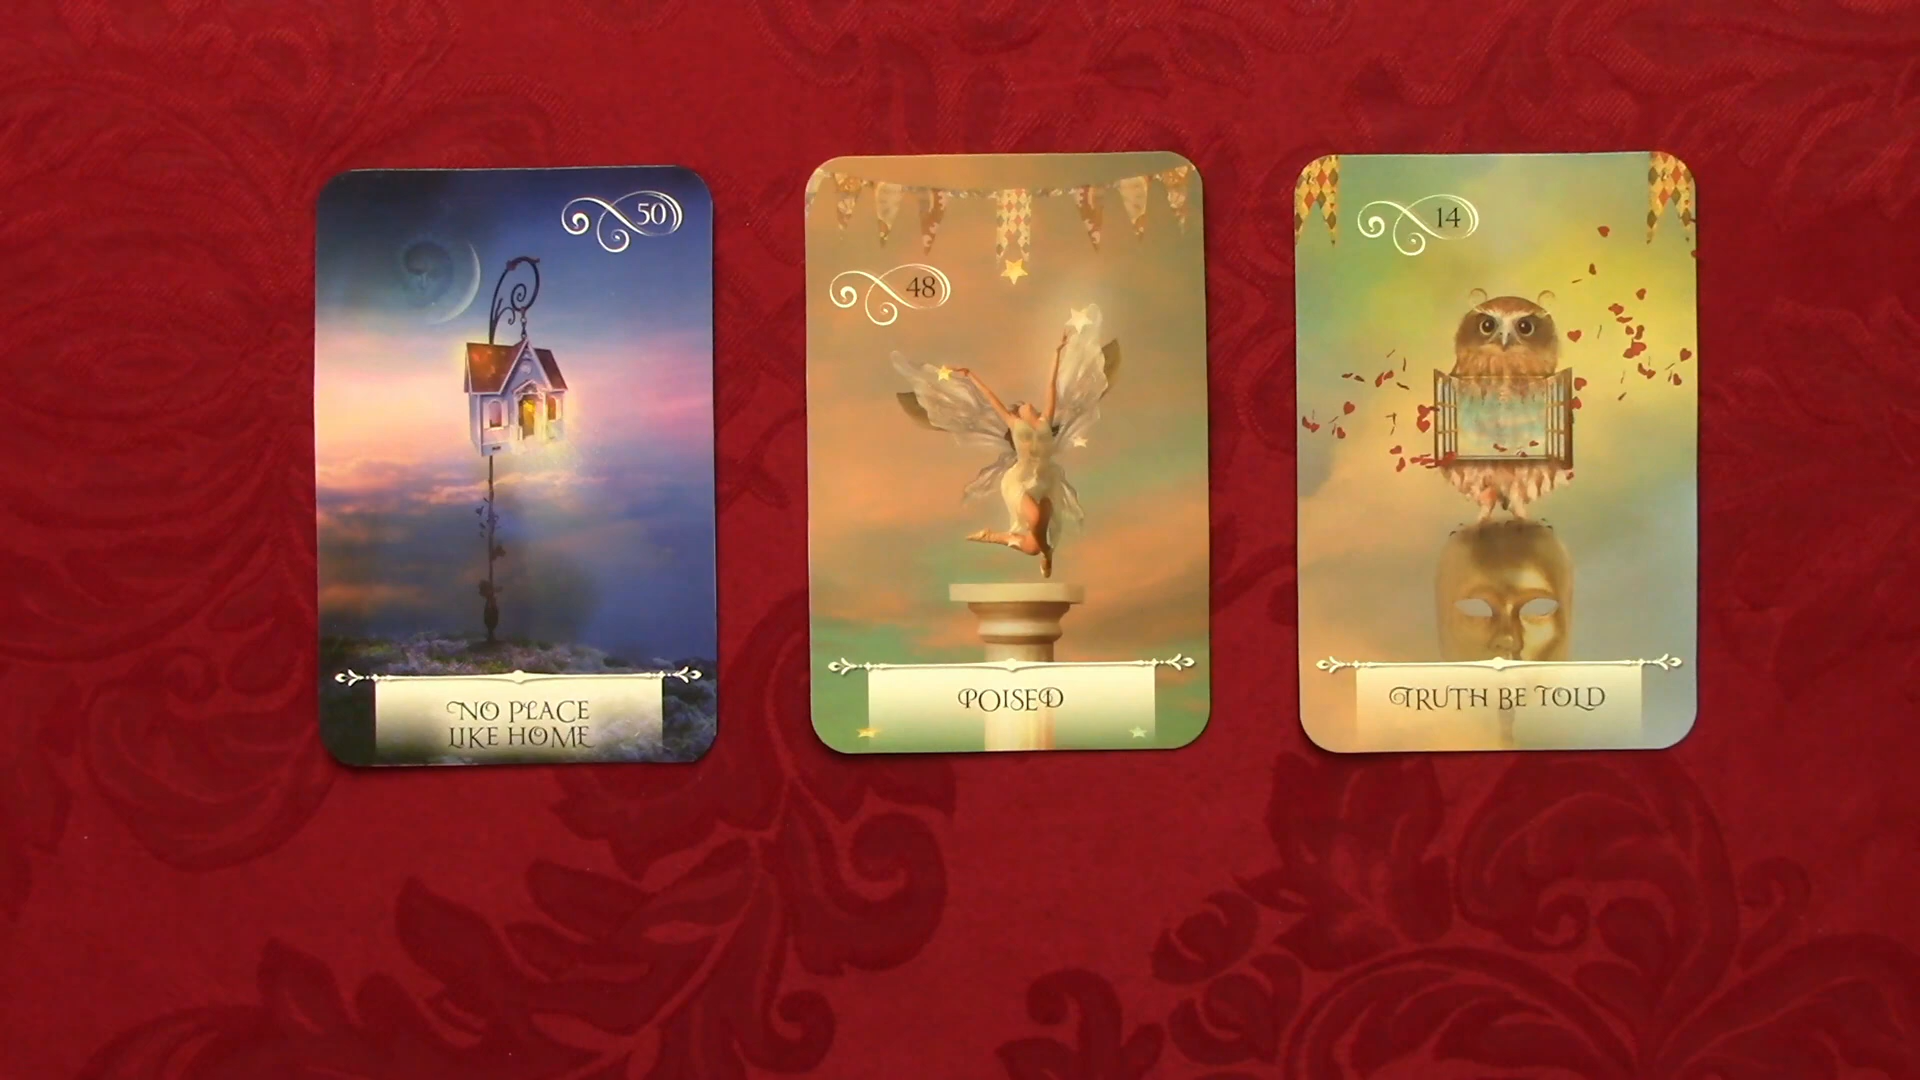 50
NO PLACE
LIKE HOME
48
POISED
14
TRUTH BE TOLD